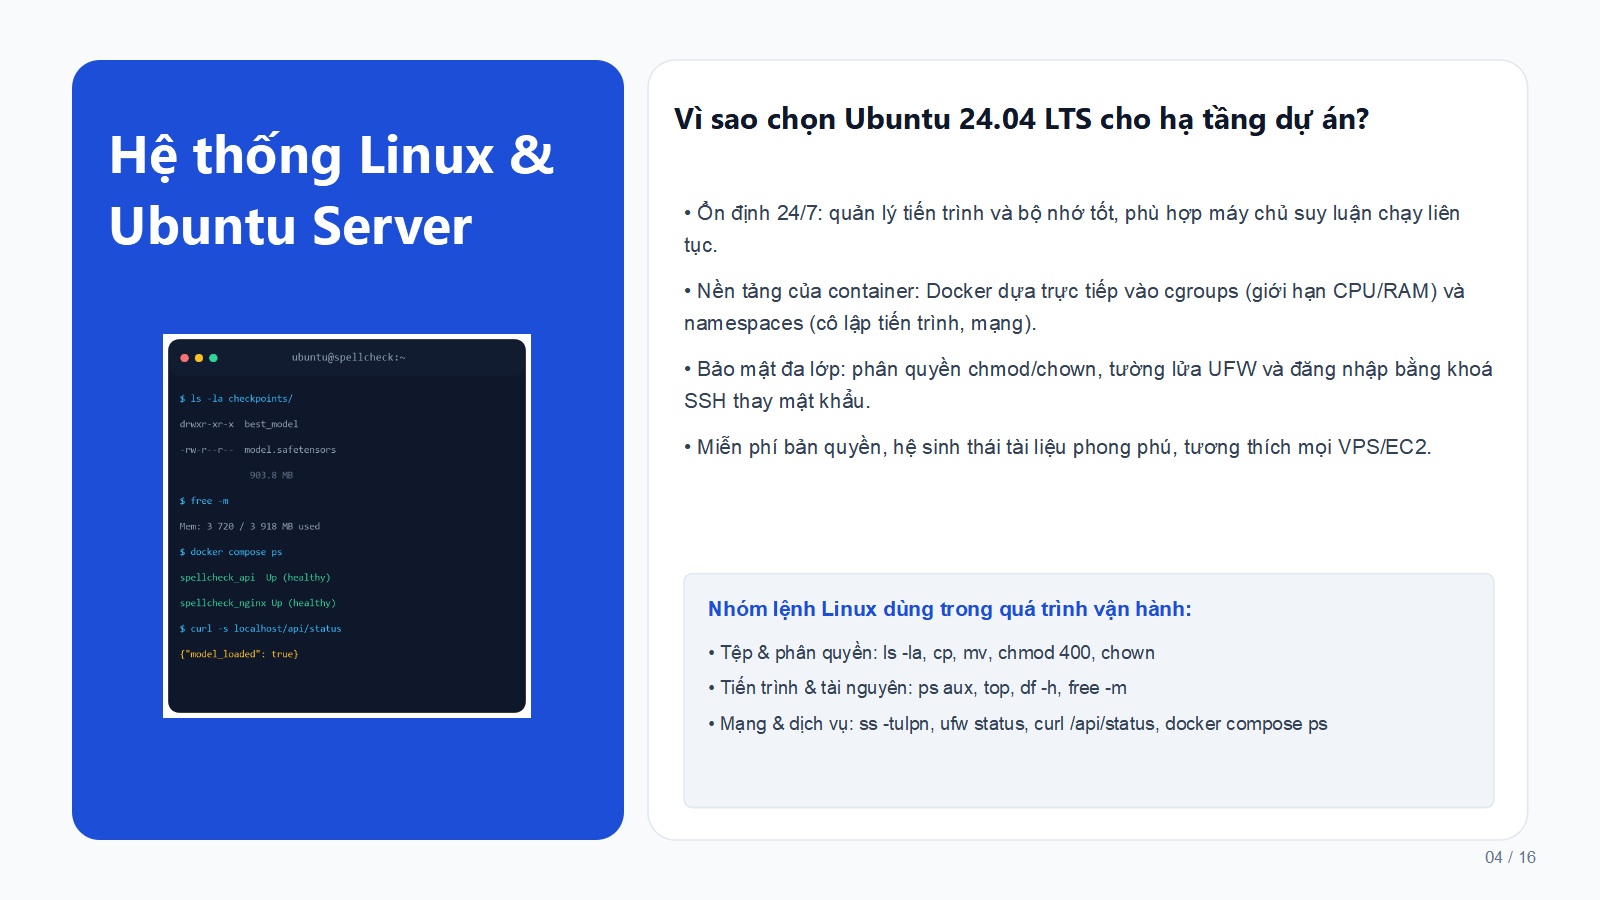 Hệ thống Linux &
Ubuntu Server
ubuntu@spellcheck:~
$ ls -la checkpoints/
drwxr-xr-x  best_model
-rw-r--r--  model.safetensors
903.8 MB
$ free -m
Mem: 3 720 / 3 918 MB used
$ docker compose ps
spellcheck_api  Up (healthy)
spellcheck_nginx Up (healthy)
$ curl -s localhost/api/status
{"model_loaded": true}
Vì sao chọn Ubuntu 24.04 LTS cho hạ tầng dự án?
• Ổn định 24/7: quản lý tiến trình và bộ nhớ tốt, phù hợp máy chủ suy luận chạy liên
tục.
• Nền tảng của container: Docker dựa trực tiếp vào cgroups (giới hạn CPU/RAM) và
namespaces (cô lập tiến trình, mạng).
• Bảo mật đa lớp: phân quyền chmod/chown, tường lửa UFW và đăng nhập bằng khoá
SSH thay mật khẩu.
• Miễn phí bản quyền, hệ sinh thái tài liệu phong phú, tương thích mọi VPS/EC2.
Nhóm lệnh Linux dùng trong quá trình vận hành:
• Tệp & phân quyền: ls -la, cp, mv, chmod 400, chown
• Tiến trình & tài nguyên: ps aux, top, df -h, free -m
• Mạng & dịch vụ: ss -tulpn, ufw status, curl /api/status, docker compose ps
04 / 16